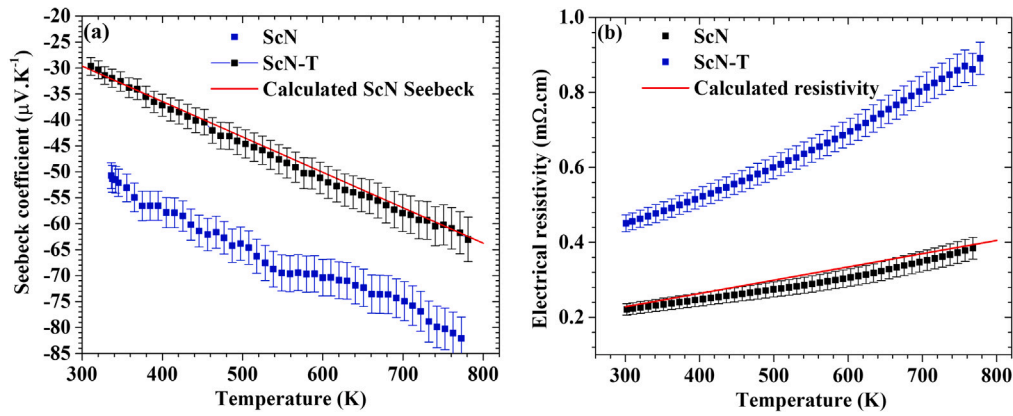 (a)
ScN
ScN-T
Calculated ScN Seebeck
Seebeck coefficient (μV.K⁻¹)
-20
-25
-30
-35
-40
-45
-50
-55
-60
-65
-70
-75
-80
-85
300
400
500
600
700
800
Temperature (K)
(b)
ScN
ScN-T
Calculated resistivity
Electrical resistivity (mΩ.cm)
1.0
0.8
0.6
0.4
0.2
300
400
500
600
700
800
Temperature (K)